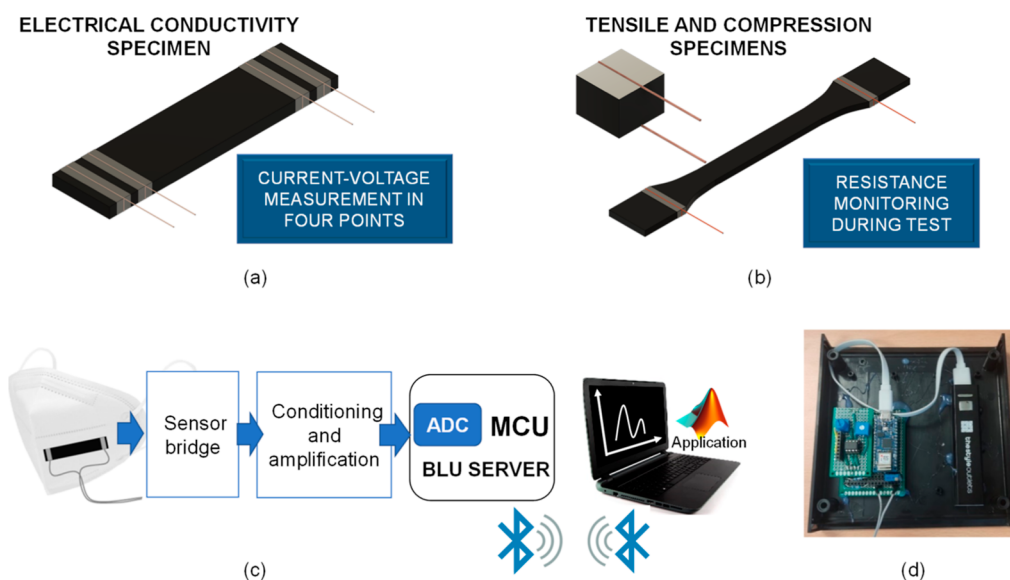 ELECTRICAL CONDUCTIVITY
SPECIMEN
CURRENT-VOLTAGE
MEASUREMENT IN
FOUR POINTS
(a)
TENSILE AND COMPRESSION
SPECIMENS
RESISTANCE
MONITORING
DURING TEST
(b)
Sensor
bridge
Conditioning
and
amplification
ADC
MCU
BLU SERVER
Application
(c)
(d)